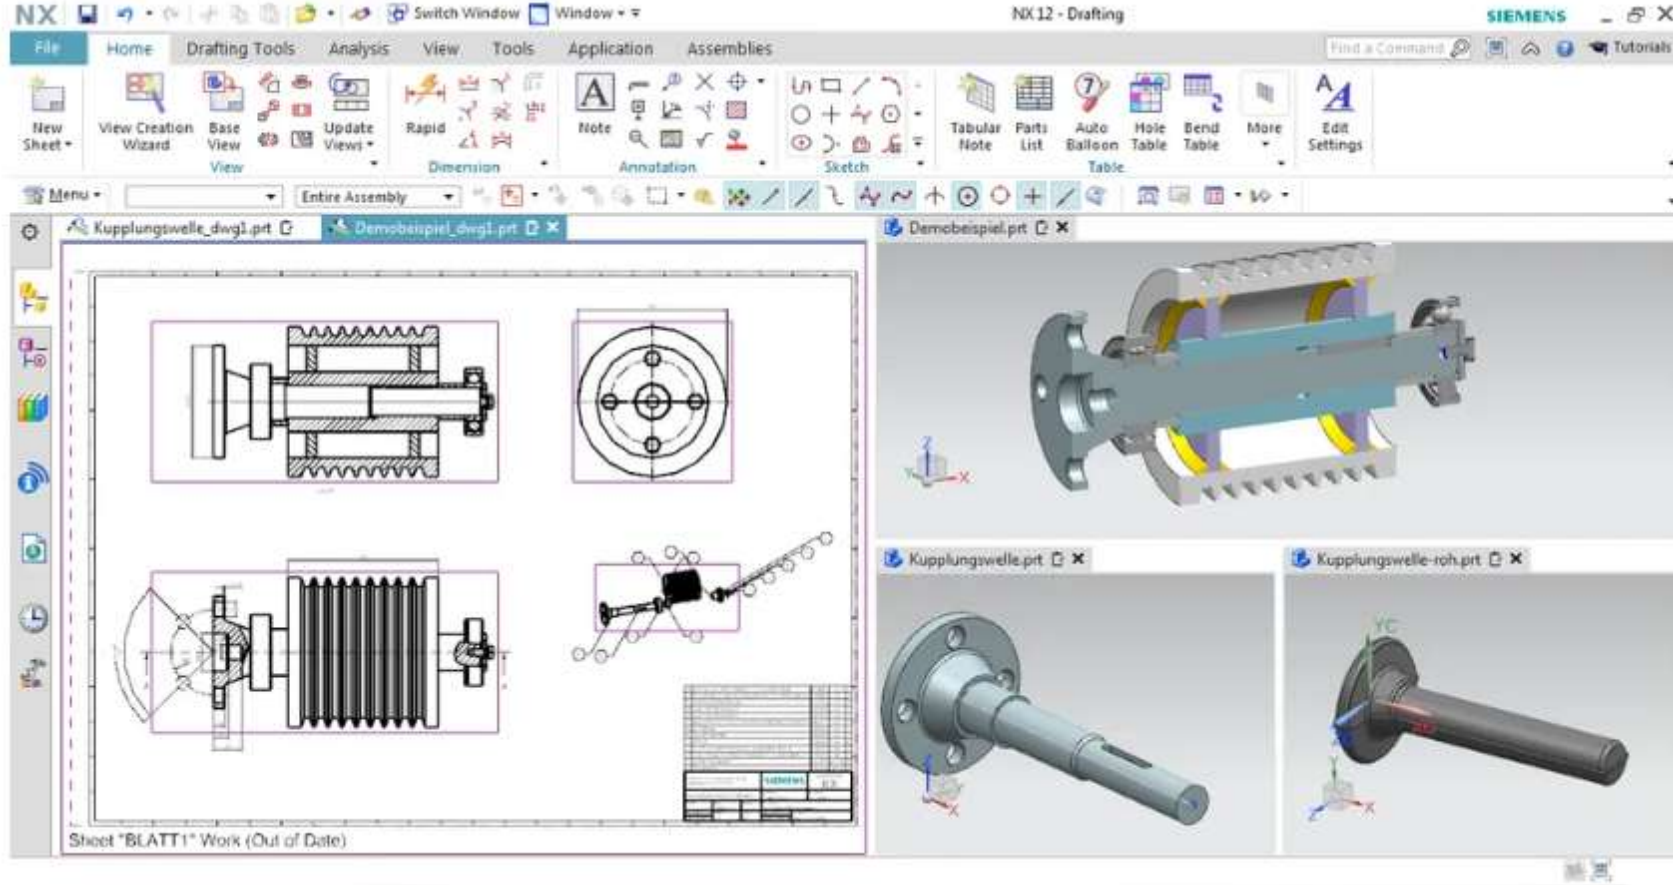 NX Switch Window Window NX 12 - Drafting SIEMENS
File Home Drafting Tools Analysis View Tools Application Assemblies Find a Command Tutorials
New Sheet
View Creation Wizard
Base View
Update Views
View
Rapid
Dimension
A
Note
Annotation
Sketch
Tabular Note
Parts List
7
Auto Balloon
Hole Table
Bend Table
Table
More
Edit Settings
Menu Entire Assembly
Kupplungswelle_dwg1.prt Demobeispiel_dwg1.prt Demobeispiel.prt
Z
Y
X
SIEMENS
Sheet "BLATT1" Work (Out of Date)
Kupplungswelle.prt Kupplungswelle-roh.prt
YC
Y
X
Z
X